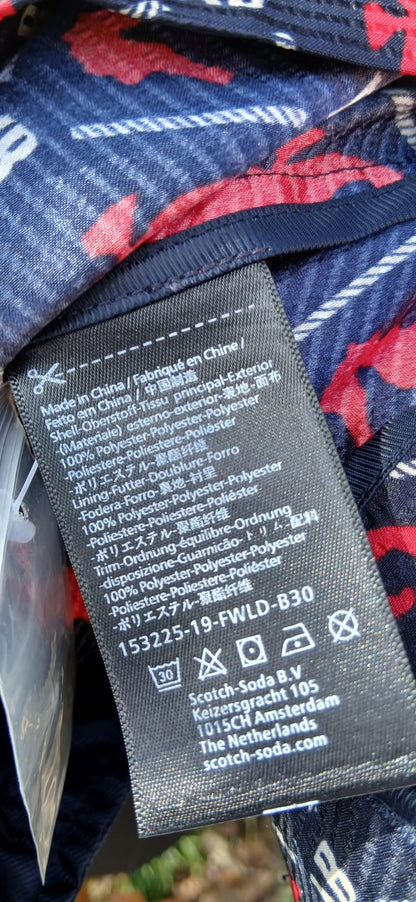 Made in China / Fabriqué en Chine /
Fetto em China / 中国制造
Shell-Oberstoff-Tissu principal-Exterior
(Materiale) esterno-exterior-表地-面布
100% Polyester-Polyester-Polyester
Poliestere-Poliestere-Poliéster
-ポリエステル-聚酯纤维
Lining-Futter-Doublure-Forro
-Fodera-Forro-裏地-衬里
100% Polyester-Polyester-Polyester
-Poliestere-Poliestere-Poliéster
-ポリエステル-聚酯纤维
Trim-Ordnung-équilibre-Ordnung
-disposizione-Guarnicão-トリム-配料
100% Polyester-Polyester-Polyester
-Poliestere-Poliestere-Poliéster
-ポリエステル-聚酯纤维
153225-19-FWLD-B30
30
Scotch-Soda B.V
Keizersgracht 105
1015CH Amsterdam
The Netherlands
scotch-soda.com